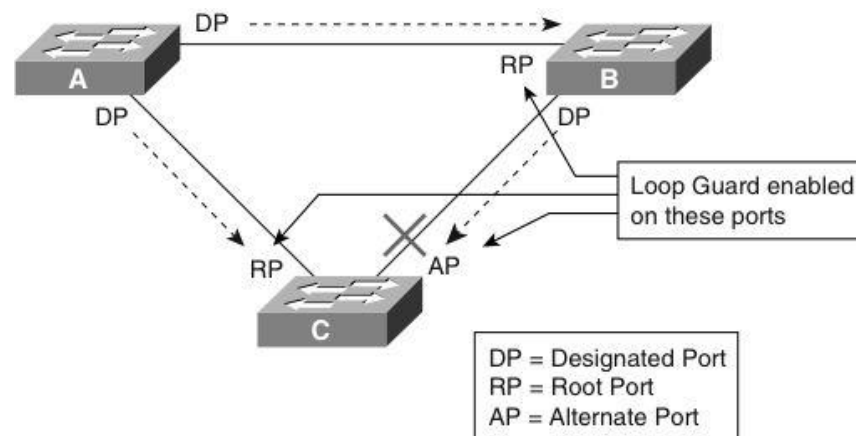 DP
A
RP
B
DP
DP
Loop Guard enabled
on these ports
RP
AP
C
DP = Designated Port
RP = Root Port
AP = Alternate Port